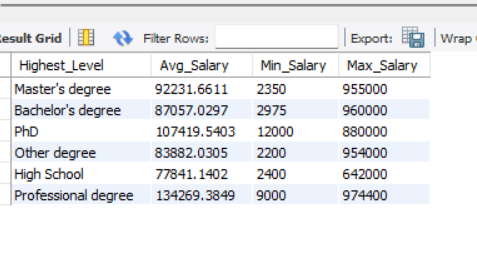 Result Grid Filter Rows: Export: Wrap
Highest_Level Avg_Salary Min_Salary Max_Salary
Master's degree 92231.6611 2350 955000
Bachelor's degree 87057.0297 2975 960000
PhD 107419.5403 12000 880000
Other degree 83882.0305 2200 954000
High School 77841.1402 2400 642000
Professional degree 134269.3849 9000 974400